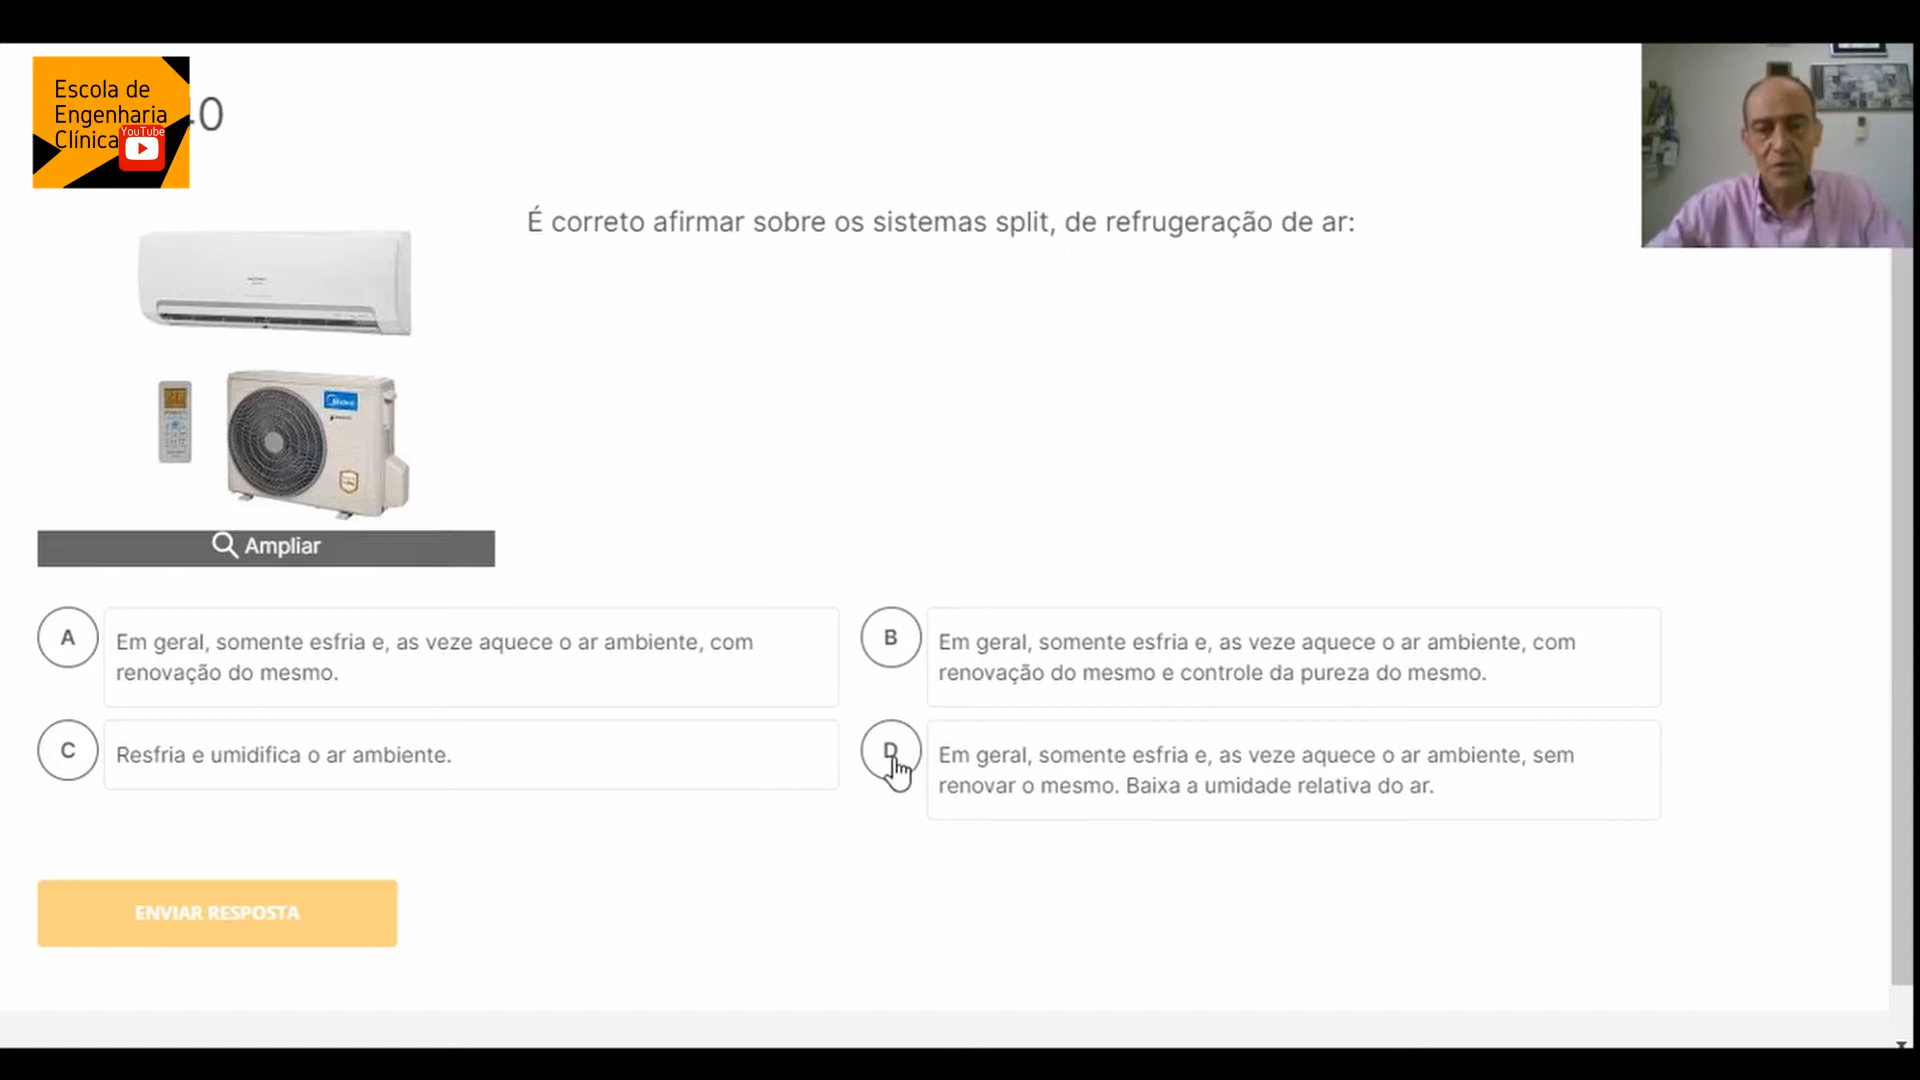 Escola de
Engenharia
Clínica
YouTube
40
É correto afirmar sobre os sistemas split, de refrugeração de ar:
Midea
Ampliar
A
Em geral, somente esfria e, as veze aquece o ar ambiente, com
renovação do mesmo.
B
Em geral, somente esfria e, as veze aquece o ar ambiente, com
renovação do mesmo e controle da pureza do mesmo.
C
Resfria e umidifica o ar ambiente.
D
Em geral, somente esfria e, as veze aquece o ar ambiente, sem
renovar o mesmo. Baixa a umidade relativa do ar.
ENVIAR RESPOSTA